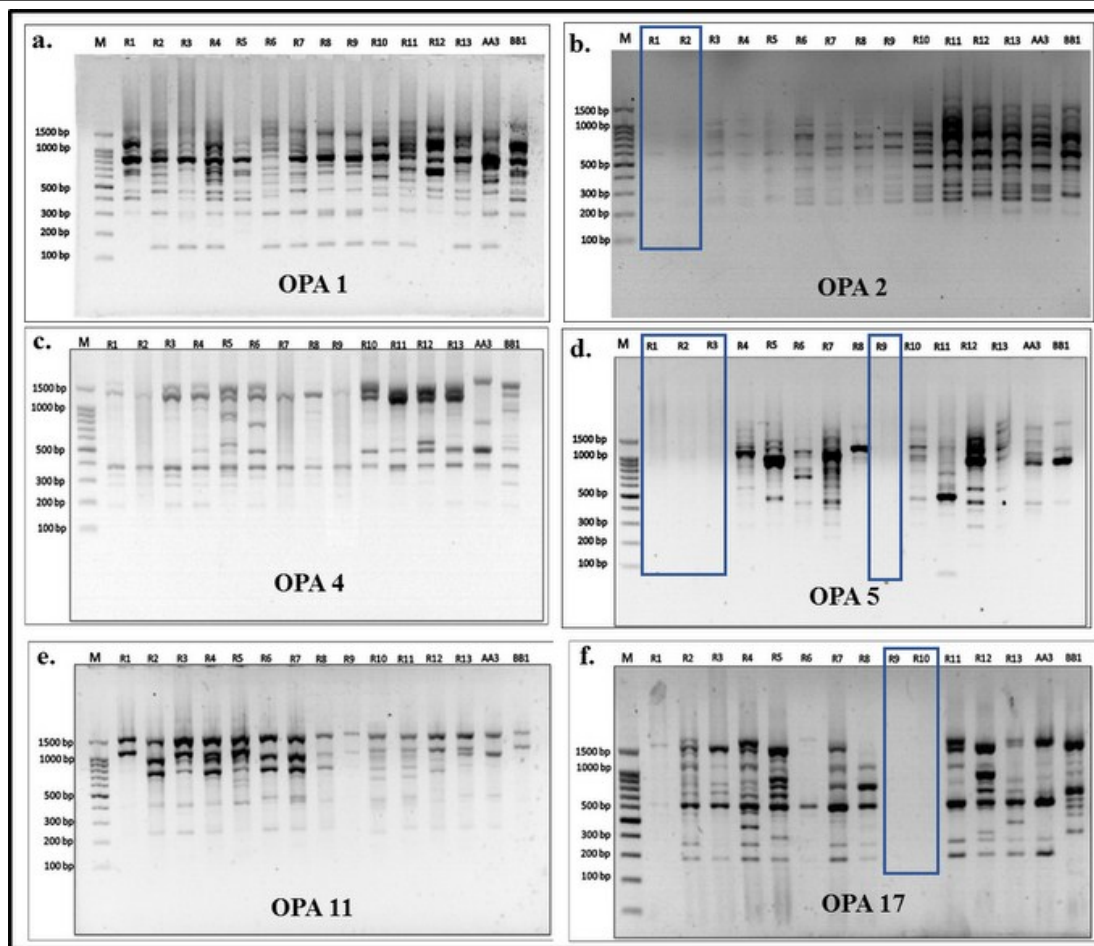 a.
M R1 R2 R3 R4 R5 R6 R7 R8 R9 R10 R11 R12 R13 AA3 BB1
1500 bp
1000 bp
500 bp
300 bp
200 bp
100 bp
OPA 1
b.
M R1 R2 R3 R4 R5 R6 R7 R8 R9 R10 R11 R12 R13 AA3 BB1
1500 bp
1000 bp
500 bp
300 bp
200 bp
100 bp
OPA 2
c.
M R1 R2 R3 R4 R5 R6 R7 R8 R9 R10 R11 R12 R13 AA3 BB1
1500 bp
1000 bp
500 bp
300 bp
200 bp
100 bp
OPA 4
d.
M R1 R2 R3 R4 R5 R6 R7 R8 R9 R10 R11 R12 R13 AA3 BB1
1500 bp
1000 bp
500 bp
300 bp
200 bp
100 bp
OPA 5
e.
M R1 R2 R3 R4 R5 R6 R7 R8 R9 R10 R11 R12 R13 AA3 BB1
1500 bp
1000 bp
500 bp
300 bp
200 bp
100 bp
OPA 11
f.
M R1 R2 R3 R4 R5 R6 R7 R8 R9 R10 R11 R12 R13 AA3 BB1
1500 bp
500 bp
300 bp
200 bp
100 bp
OPA 17